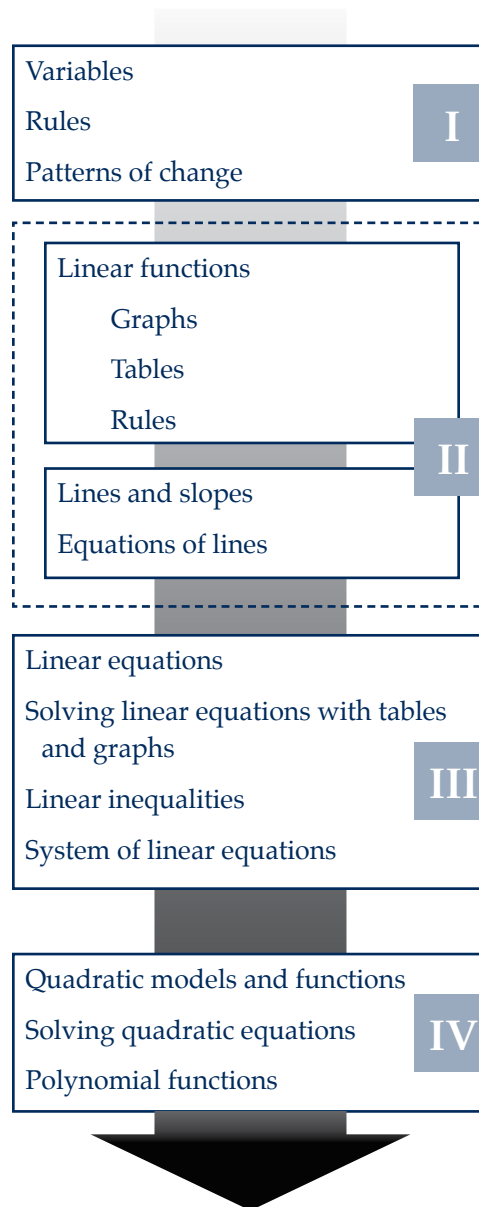 Variables
Rules
Patterns of change
I
Linear functions
Graphs
Tables
Rules
II
Lines and slopes
Equations of lines
Linear equations
Solving linear equations with tables
and graphs
Linear inequalities
System of linear equations
III
Quadratic models and functions
Solving quadratic equations
Polynomial functions
IV